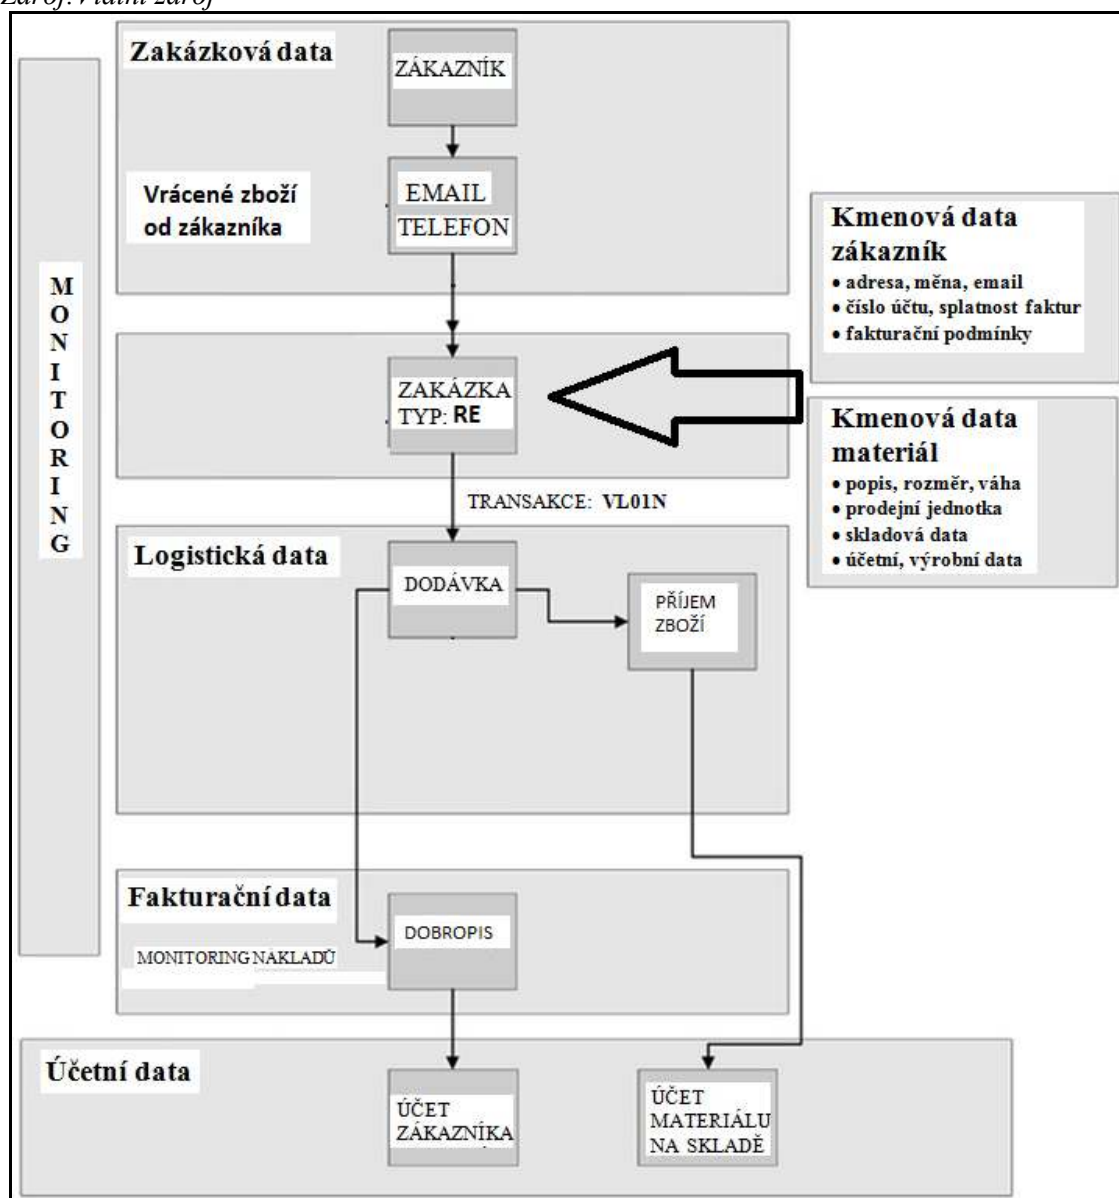 Zdroj: Vlastní zdroj
Zakázková data
ZÁKAZNÍK
Vrácené zboží
od zákazníka
EMAIL
TELEFON
MONITORING
Kmenová data
zákazník
• adresa, měna, email
• číslo účtu, splatnost faktur
• fakturační podmínky
ZAKÁZKA
TYP: RE
Kmenová data
materiál
• popis, rozměr, váha
• prodejní jednotka
• skladová data
• účetní, výrobní data
TRANSAKCE: VL01N
Logistická data
DODÁVKA
PŘÍJEM
ZBOŽÍ
Fakturační data
DOBROPIS
MONITORING NÁKLADŮ
Účetní data
ÚČET
ZÁKAZNÍKA
ÚČET
MATERIÁLU
NA SKLADĚ